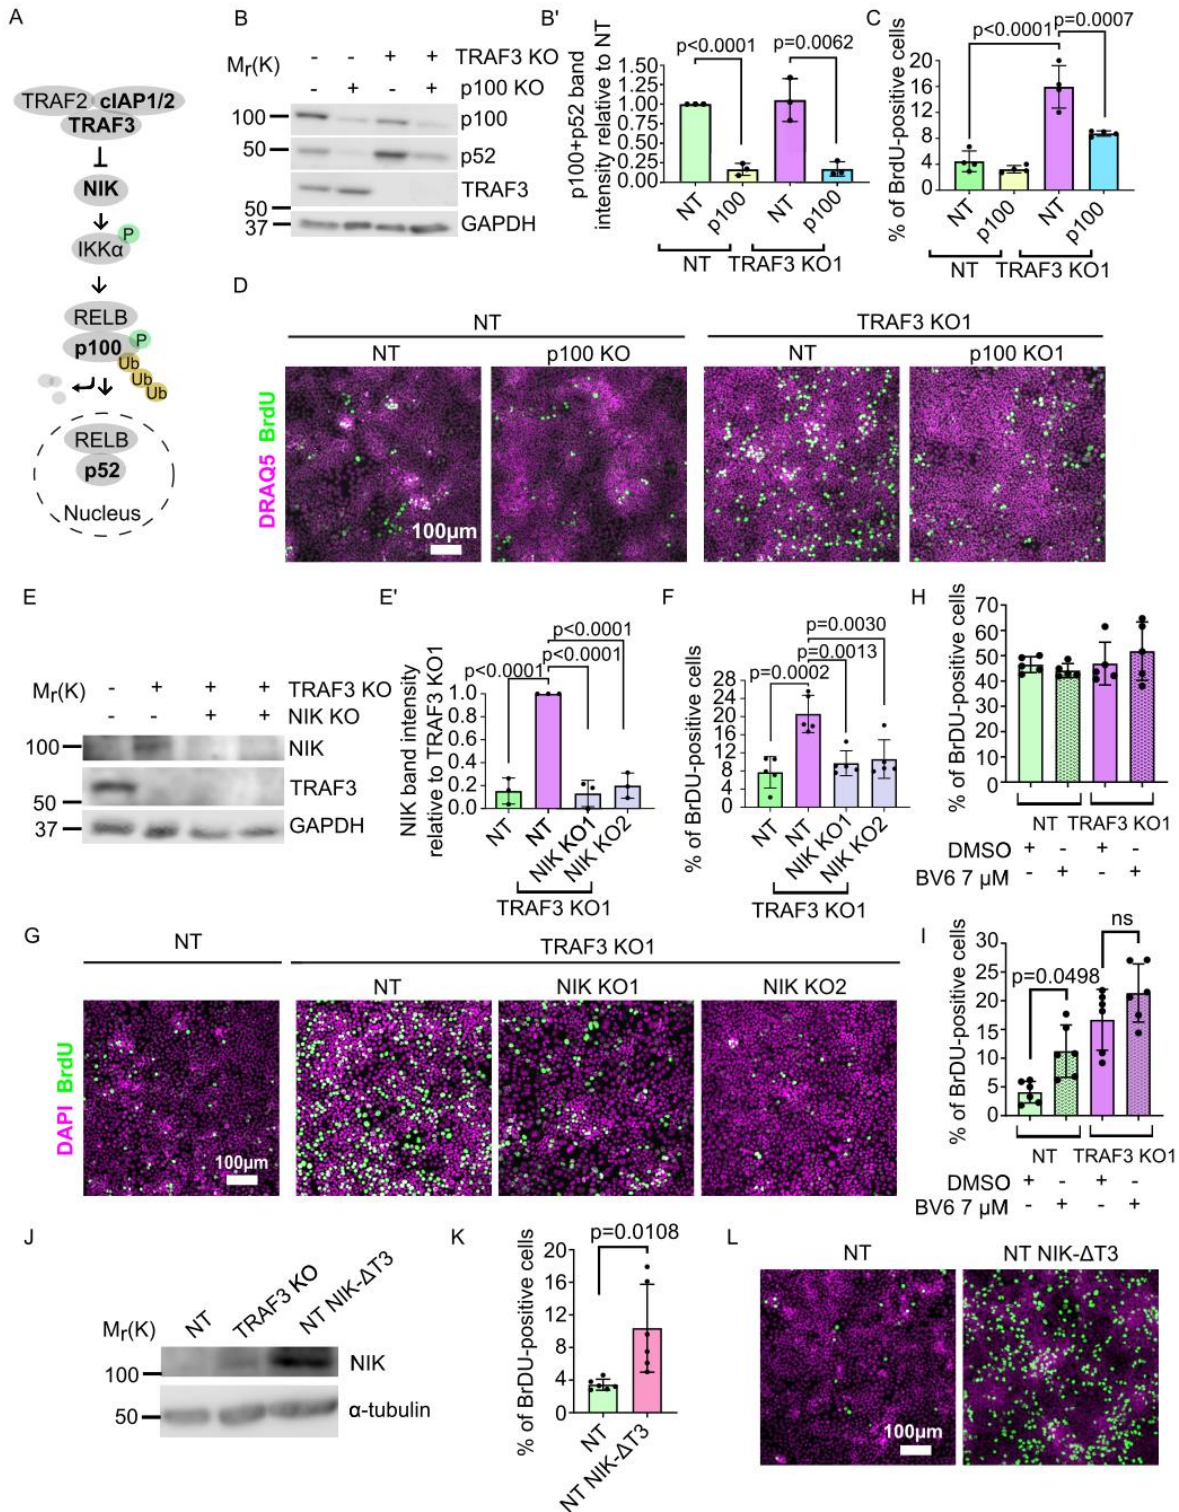 A
TRAF2 cIAP1/2
TRAF3
NIK
P
IKKα
RELB
P
p100
Ub
Ub
Ub
RELB
p52
Nucleus
B
- - + + TRAF3 KO
Mr(K)
- + - + p100 KO
100 p100
50 p52
TRAF3
50
37 GAPDH
B'
p100+p52 band
intensity relative to NT
p<0.0001
p=0.0062
1.50
1.25
1.00
0.75
0.50
0.25
0.00
NT p100 NT p100
NT TRAF3 KO1
C
% of BrdU-positive cells
p=0.0007
p<0.0001
20
16
12
8
4
0
NT p100 NT p100
NT TRAF3 KO1
D
NT TRAF3 KO1
NT p100 KO NT p100 KO1
DRAQ5 BrdU
100µm
E
Mr(K)
- + + + TRAF3 KO
- - + + NIK KO
100 NIK
TRAF3
50
37 GAPDH
E'
NIK band intensity
relative to TRAF3 KO1
p<0.0001
p<0.0001
p<0.0001
1.0
0.8
0.6
0.4
0.2
0.0
NT NT NIK KO1 NIK KO2
TRAF3 KO1
F
% of BrDU-positive cells
p=0.0030
p=0.0013
p=0.0002
28
24
20
16
12
8
4
0
NT NT NIK KO1 NIK KO2
TRAF3 KO1
H
% of BrDU-positive cells
70
60
50
40
30
20
10
0
NT TRAF3 KO1
DMSO + - + -
BV6 7 µM - + - +
G
NT TRAF3 KO1
NT NIK KO1 NIK KO2
DAPI BrdU
100µm
I
% of BrDU-positive cells
ns
p=0.0498
30
25
20
15
10
5
0
NT TRAF3 KO1
DMSO + - + -
BV6 7 µM - + - +
J
NT TRAF3 KO NT NIK-ΔT3
Mr(K)
NIK
100
50 α-tubulin
K
% of BrDU-positive cells
p=0.0108
20
16
12
8
4
0
NT NT NIK-ΔT3
L
NT NT NIK-ΔT3
100µm